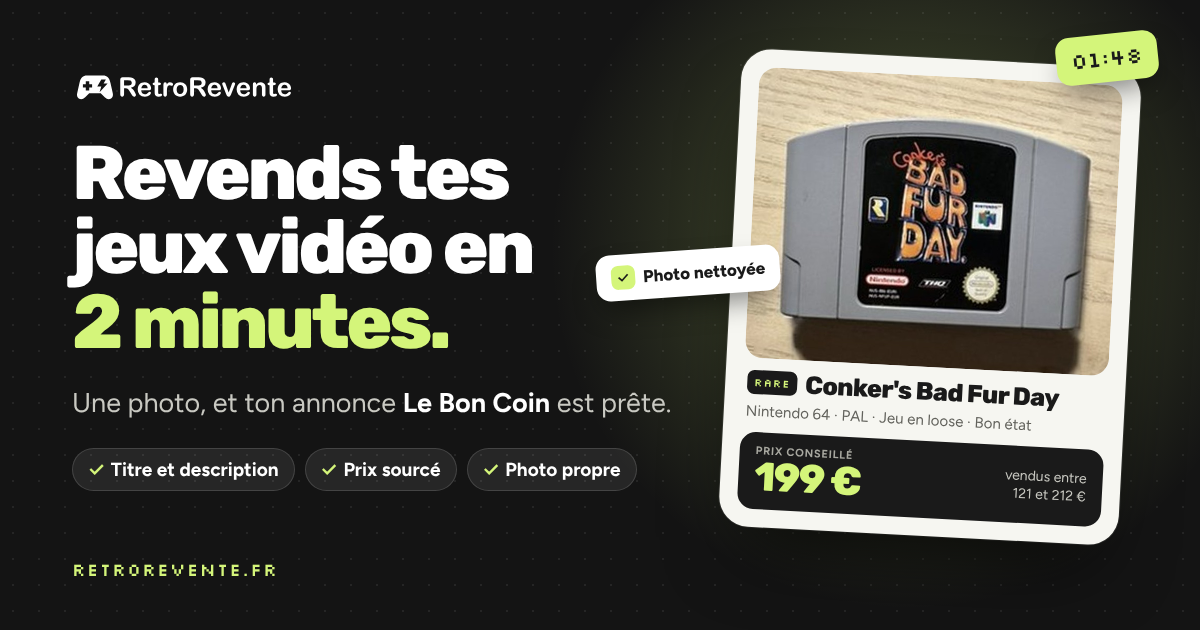 RetroRevente
Revends tes
jeux vidéo en
2 minutes.
Une photo, et ton annonce Le Bon Coin est prête.
Titre et description
Prix sourcé
Photo propre
RETROREVENTE.FR
01:48
Conker's
BAD
FUR
DAY
LICENSED BY
Nintendo
THQ
Photo nettoyée
RARE Conker's Bad Fur Day
Nintendo 64 · PAL · Jeu en loose · Bon état
PRIX CONSEILLÉ
199 €
vendus entre
121 et 212 €